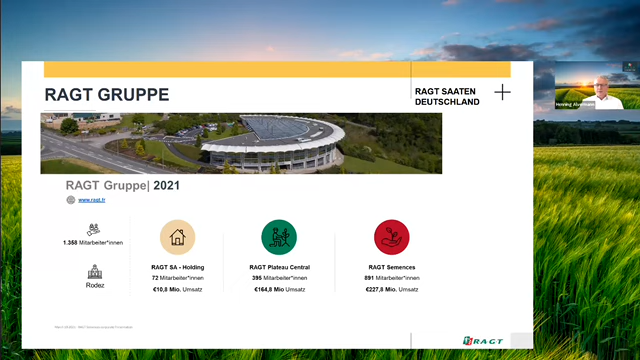 RAGT GRUPPE
RAGT SAATEN
DEUTSCHLAND
RAGT Gruppe| 2021
www.ragt.fr
1.358 Mitarbeiter*innen
Rodez
RAGT SA - Holding
72 Mitarbeiter*innen
€10,8 Mio. Umsatz
RAGT Plateau Central
395 Mitarbeiter*innen
€164,8 Mio. Umsatz
RAGT Semences
891 Mitarbeiter*innen
€227,8 Mio. Umsatz
RAGT